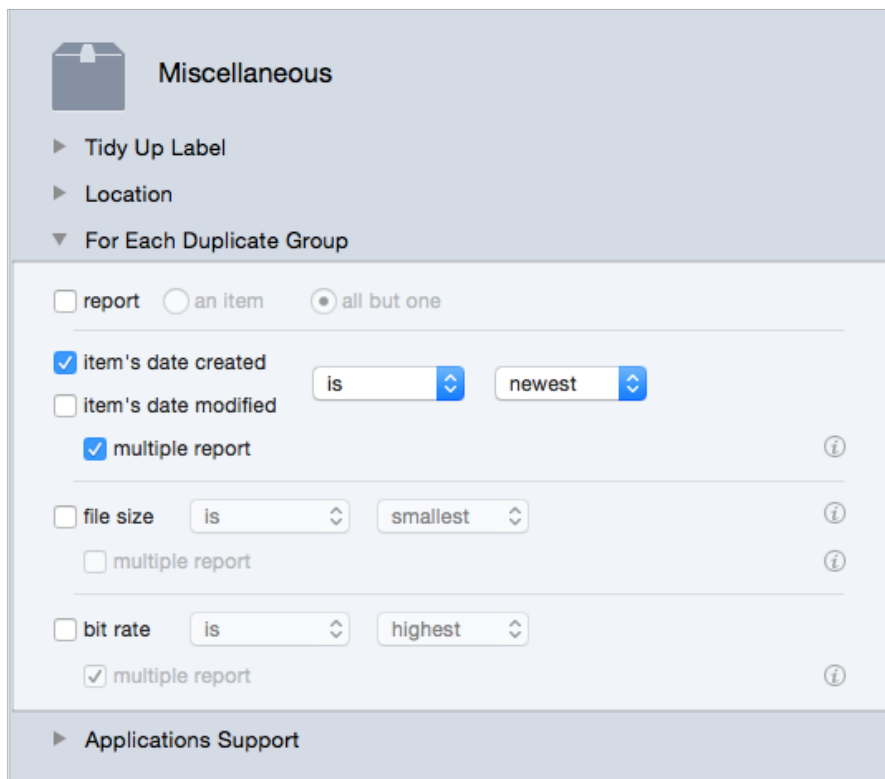 Miscellaneous
Tidy Up Label
Location
For Each Duplicate Group
report an item all but one
item's date created
is newest
item's date modified
multiple report
file size is smallest
multiple report
bit rate is highest
multiple report
Applications Support